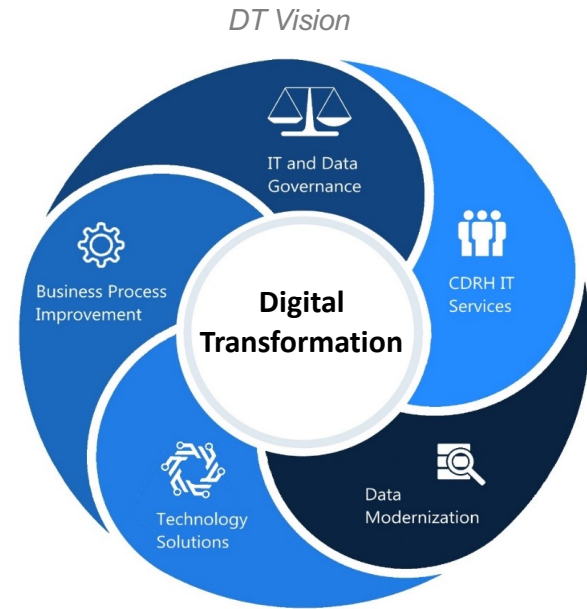 DT Vision
IT and Data
Governance
CDRH IT
Services
Business Process
Improvement
Digital
Transformation
Data
Modernization
Technology
Solutions